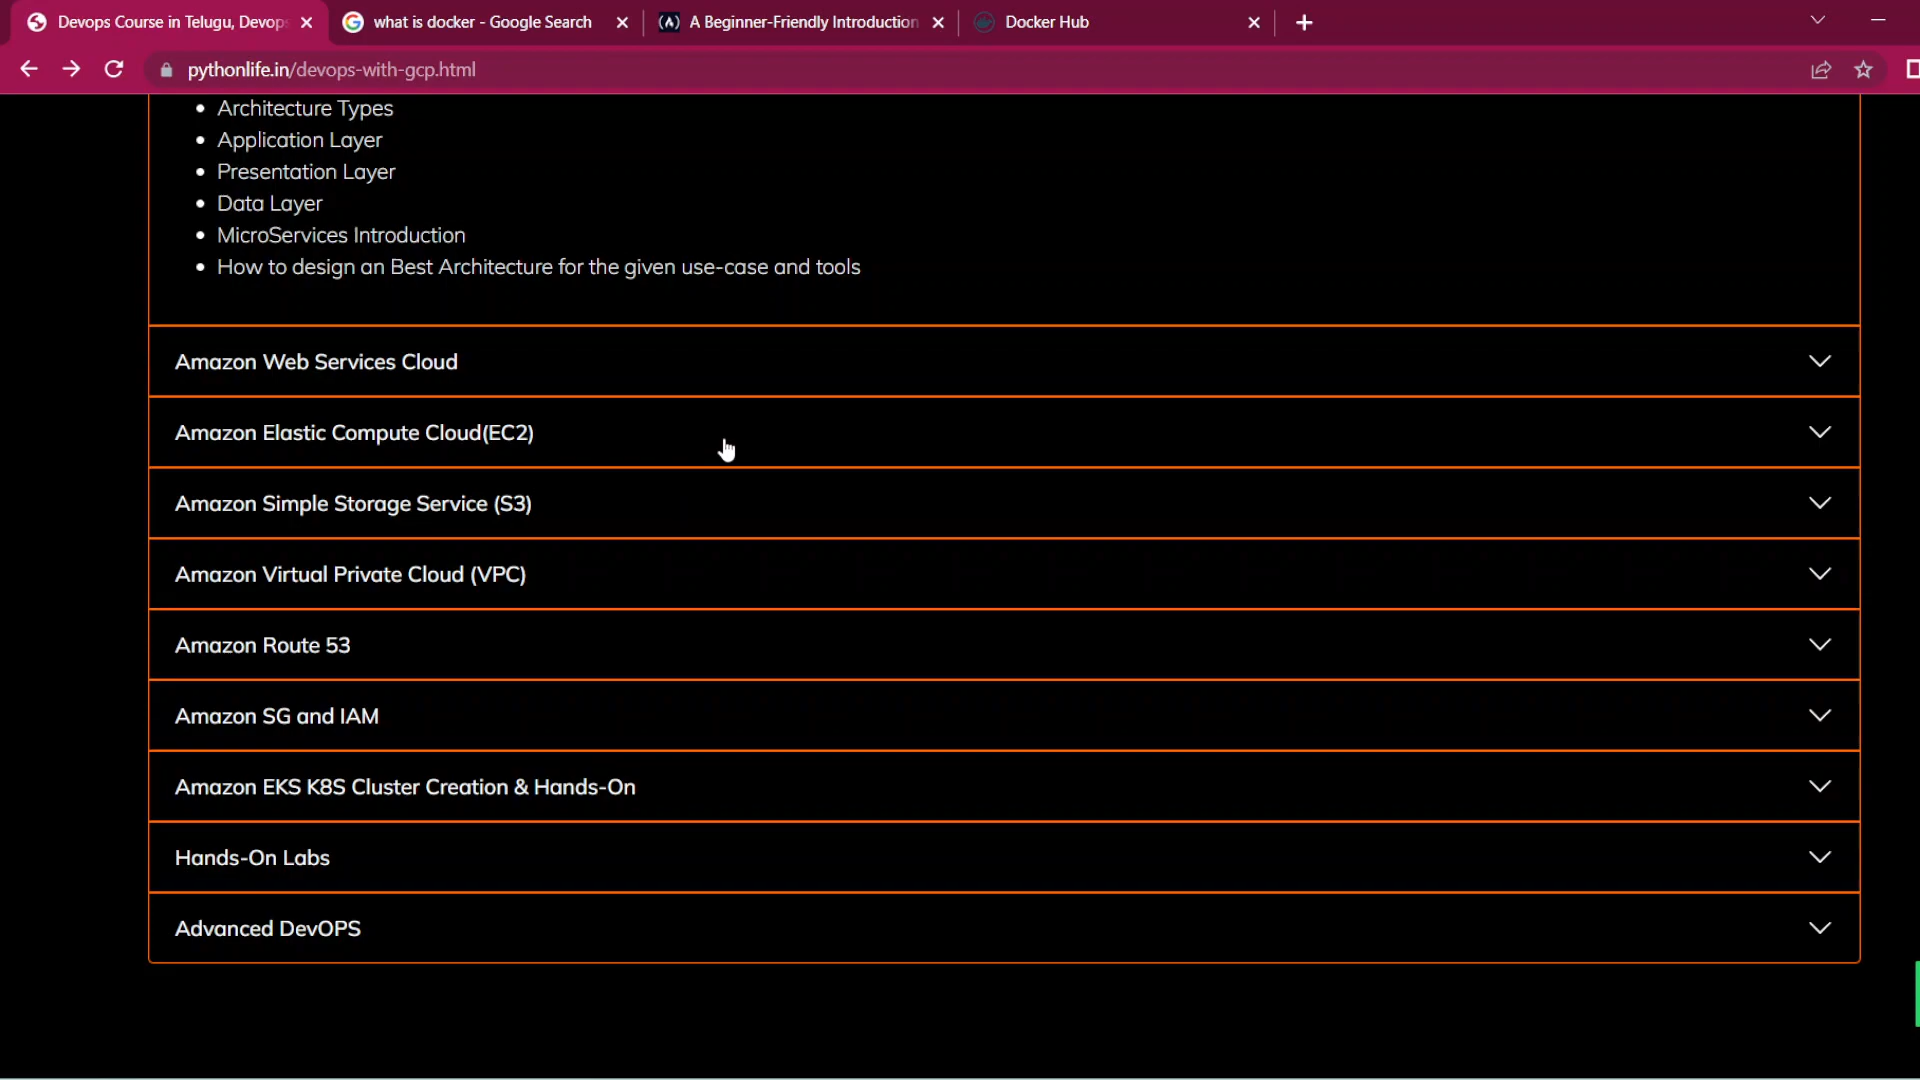 Devops Course in Telugu, Devops
what is docker - Google Search
A Beginner-Friendly Introduction
Docker Hub
pythonlife.in/devops-with-gcp.html
Architecture Types
Application Layer
Presentation Layer
Data Layer
MicroServices Introduction
How to design an Best Architecture for the given use-case and tools
Amazon Web Services Cloud
Amazon Elastic Compute Cloud(EC2)
Amazon Simple Storage Service (S3)
Amazon Virtual Private Cloud (VPC)
Amazon Route 53
Amazon SG and IAM
Amazon EKS K8S Cluster Creation & Hands-On
Hands-On Labs
Advanced DevOPS